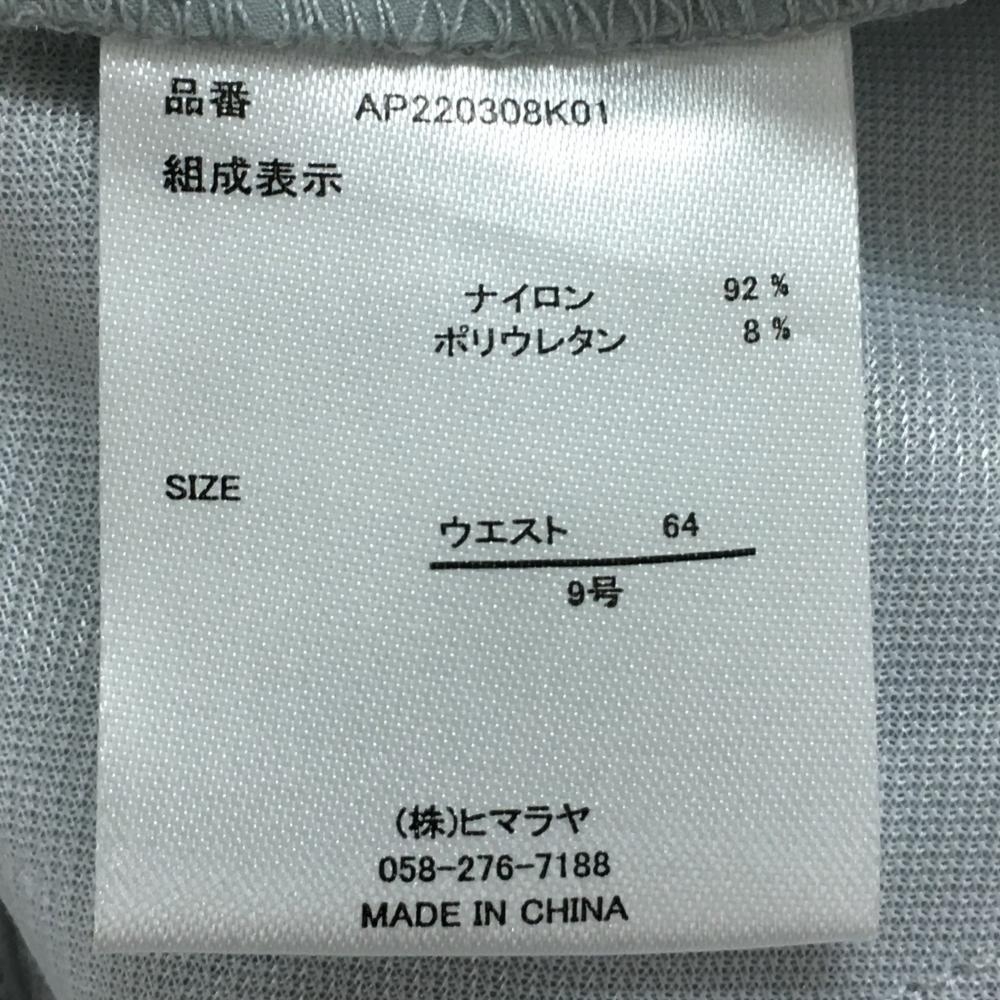 品番 AP220308K01
組成表示
ナイロン 92 %
ポリウレタン 8 %
SIZE
ウエスト 64
9号
(株)ヒマラヤ
058-276-7188
MADE IN CHINA